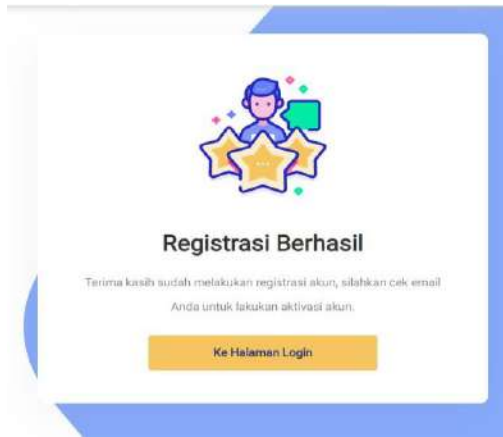 Registrasi Berhasil
Terima kasih sudah melakukan registrasi akun, silahkan cek email
Anda untuk lakukan aktivasi akun.
Ke Halaman Login